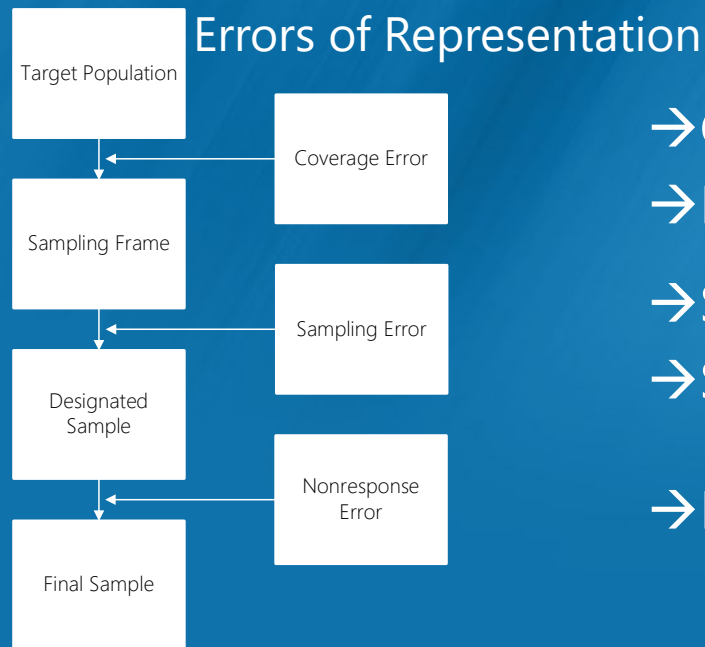 Errors of Representation
Target Population
Coverage Error
Sampling Frame
Sampling Error
Designated
Sample
Nonresponse
Error
Final Sample